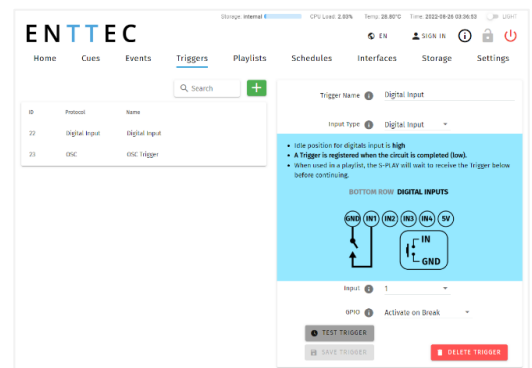 Storage: Internal
CPU Load: 2.00%
Temp: 28.80°C
Time: 2022-09-26 03:36:53
LIGHT
ENTTEC
EN
SIGN IN
Home
Cues
Events
Triggers
Playlists
Schedules
Interfaces
Storage
Settings
Search
ID Protocol Name
22 Digital Input Digital Input
23 OSC OSC Trigger
Trigger Name Digital Input
Input Type Digital Input
• Idle position for digitals input is high
• A Trigger is registered when the circuit is completed (low).
• When used in a playlist, the S-PLAY will wait to receive the Trigger below
before continuing.
BOTTOM ROW DIGITAL INPUTS
GND IN1 IN2 IN3 IN4 5V
IN
GND
Input 1
GPIO Activate on Break
TEST TRIGGER
SAVE TRIGGER
DELETE TRIGGER